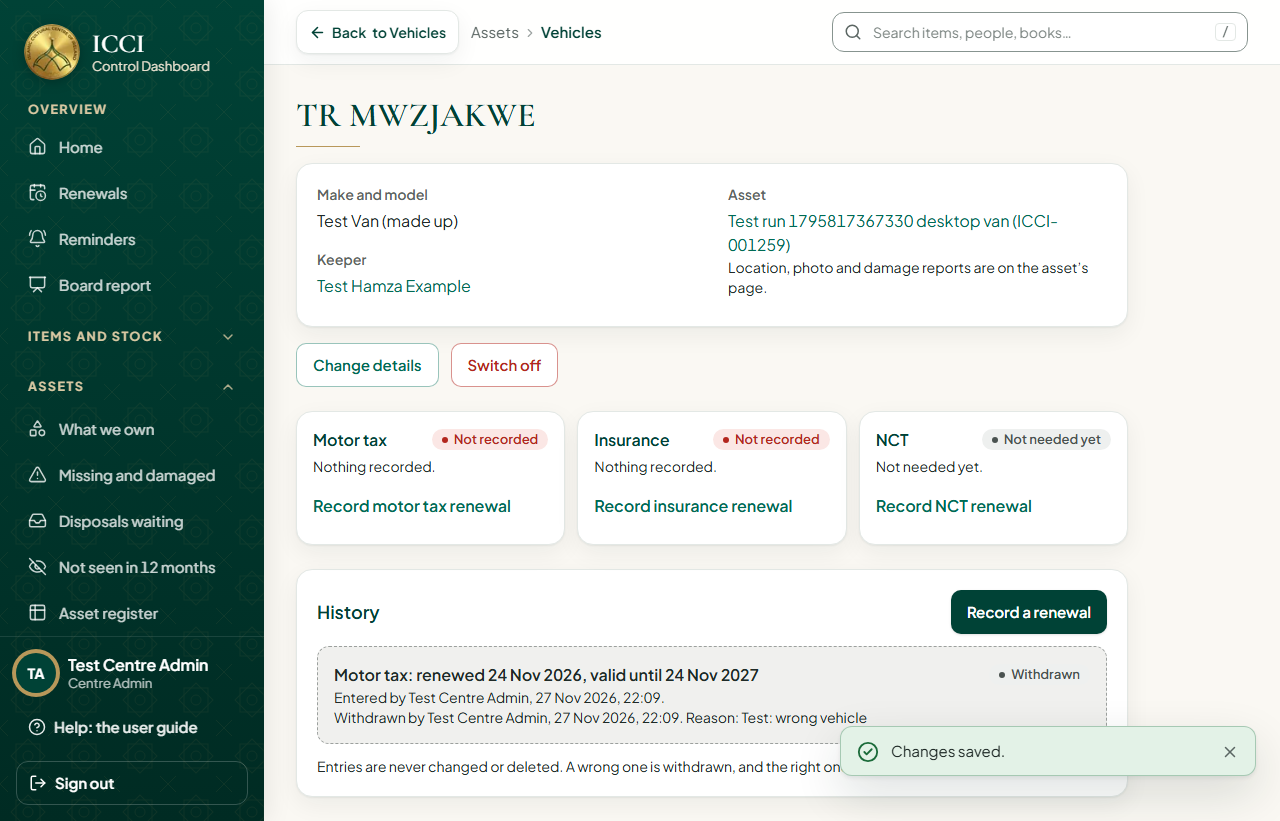 ICCI
Control Dashboard
OVERVIEW
Home
Renewals
Reminders
Board report
ITEMS AND STOCK
ASSETS
What we own
Missing and damaged
Disposals waiting
Not seen in 12 months
Asset register
TA
Test Centre Admin
Centre Admin
Help: the user guide
Sign out
Back to Vehicles
Assets > Vehicles
Search items, people, books…
/
TR MWZJAKWE
Make and model
Test Van (made up)
Keeper
Test Hamza Example
Asset
Test run 1795817367330 desktop van (ICCI-
001259)
Location, photo and damage reports are on the asset’s
page.
Change details
Switch off
Motor tax
Not recorded
Nothing recorded.
Record motor tax renewal
Insurance
Not recorded
Nothing recorded.
Record insurance renewal
NCT
Not needed yet
Not needed yet.
Record NCT renewal
History
Record a renewal
Motor tax: renewed 24 Nov 2026, valid until 24 Nov 2027
Withdrawn
Entered by Test Centre Admin, 27 Nov 2026, 22:09.
Withdrawn by Test Centre Admin, 27 Nov 2026, 22:09. Reason: Test: wrong vehicle
Entries are never changed or deleted. A wrong one is withdrawn, and the right
Changes saved.